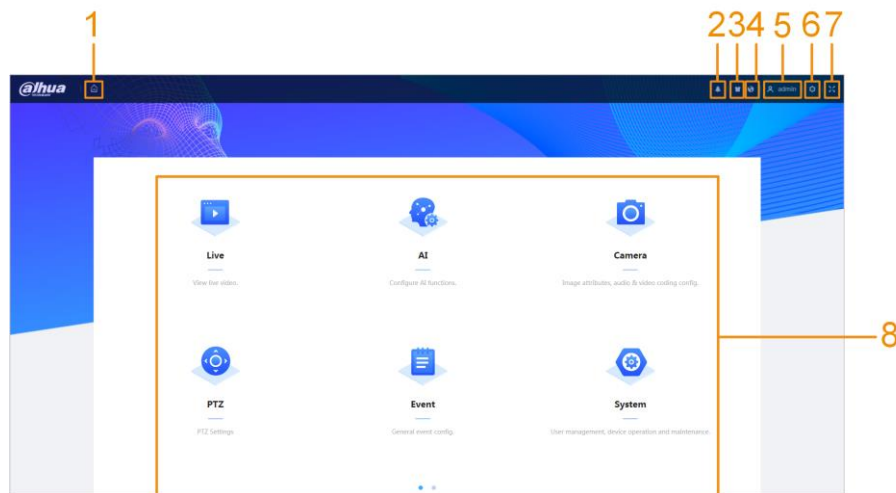 1
2 3 4 5 6 7
alhua
TECHNOLOGY
admin
Live
AI
Camera
View live video.
Configure AI functions.
Image attributes, audio & video coding config.
8
PTZ
Event
System
PTZ Settings
General event config.
User management, device operation and maintenance.